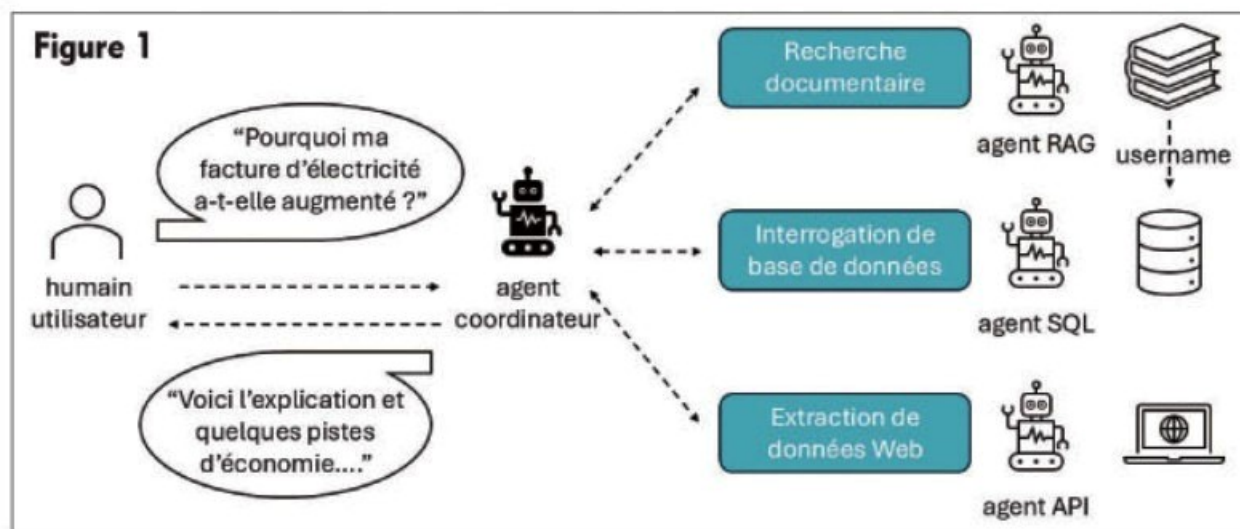 Figure 1
“Pourquoi ma
facture d’électricité
a-t-elle augmenté ?”
humain
utilisateur
agent
coordinateur
“Voici l’explication et
quelques pistes
d’économie....”
Recherche
documentaire
agent RAG
username
Interrogation de
base de données
agent SQL
Extraction de
données Web
agent API